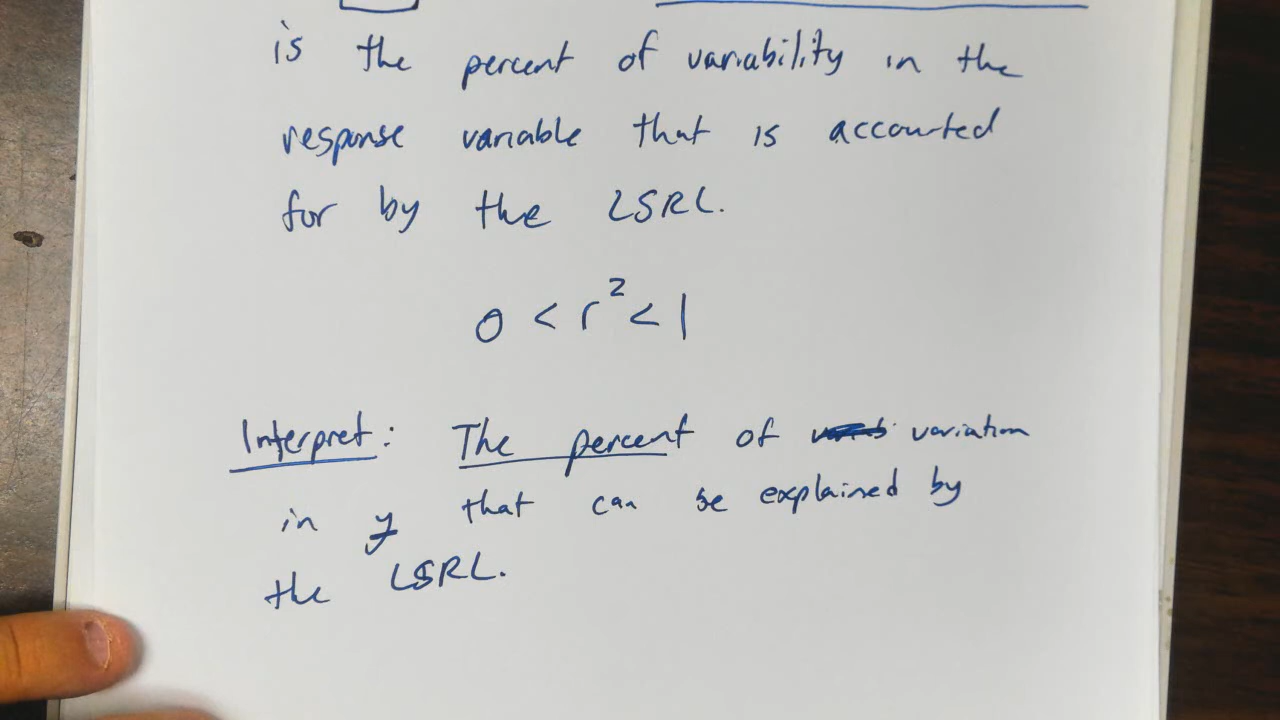 is the percent of variability in the
response variable that is accounted
for by the LSRL.
0 < r² < 1
Interpret: The percent of variation
in y that can be explained by
the LSRL.